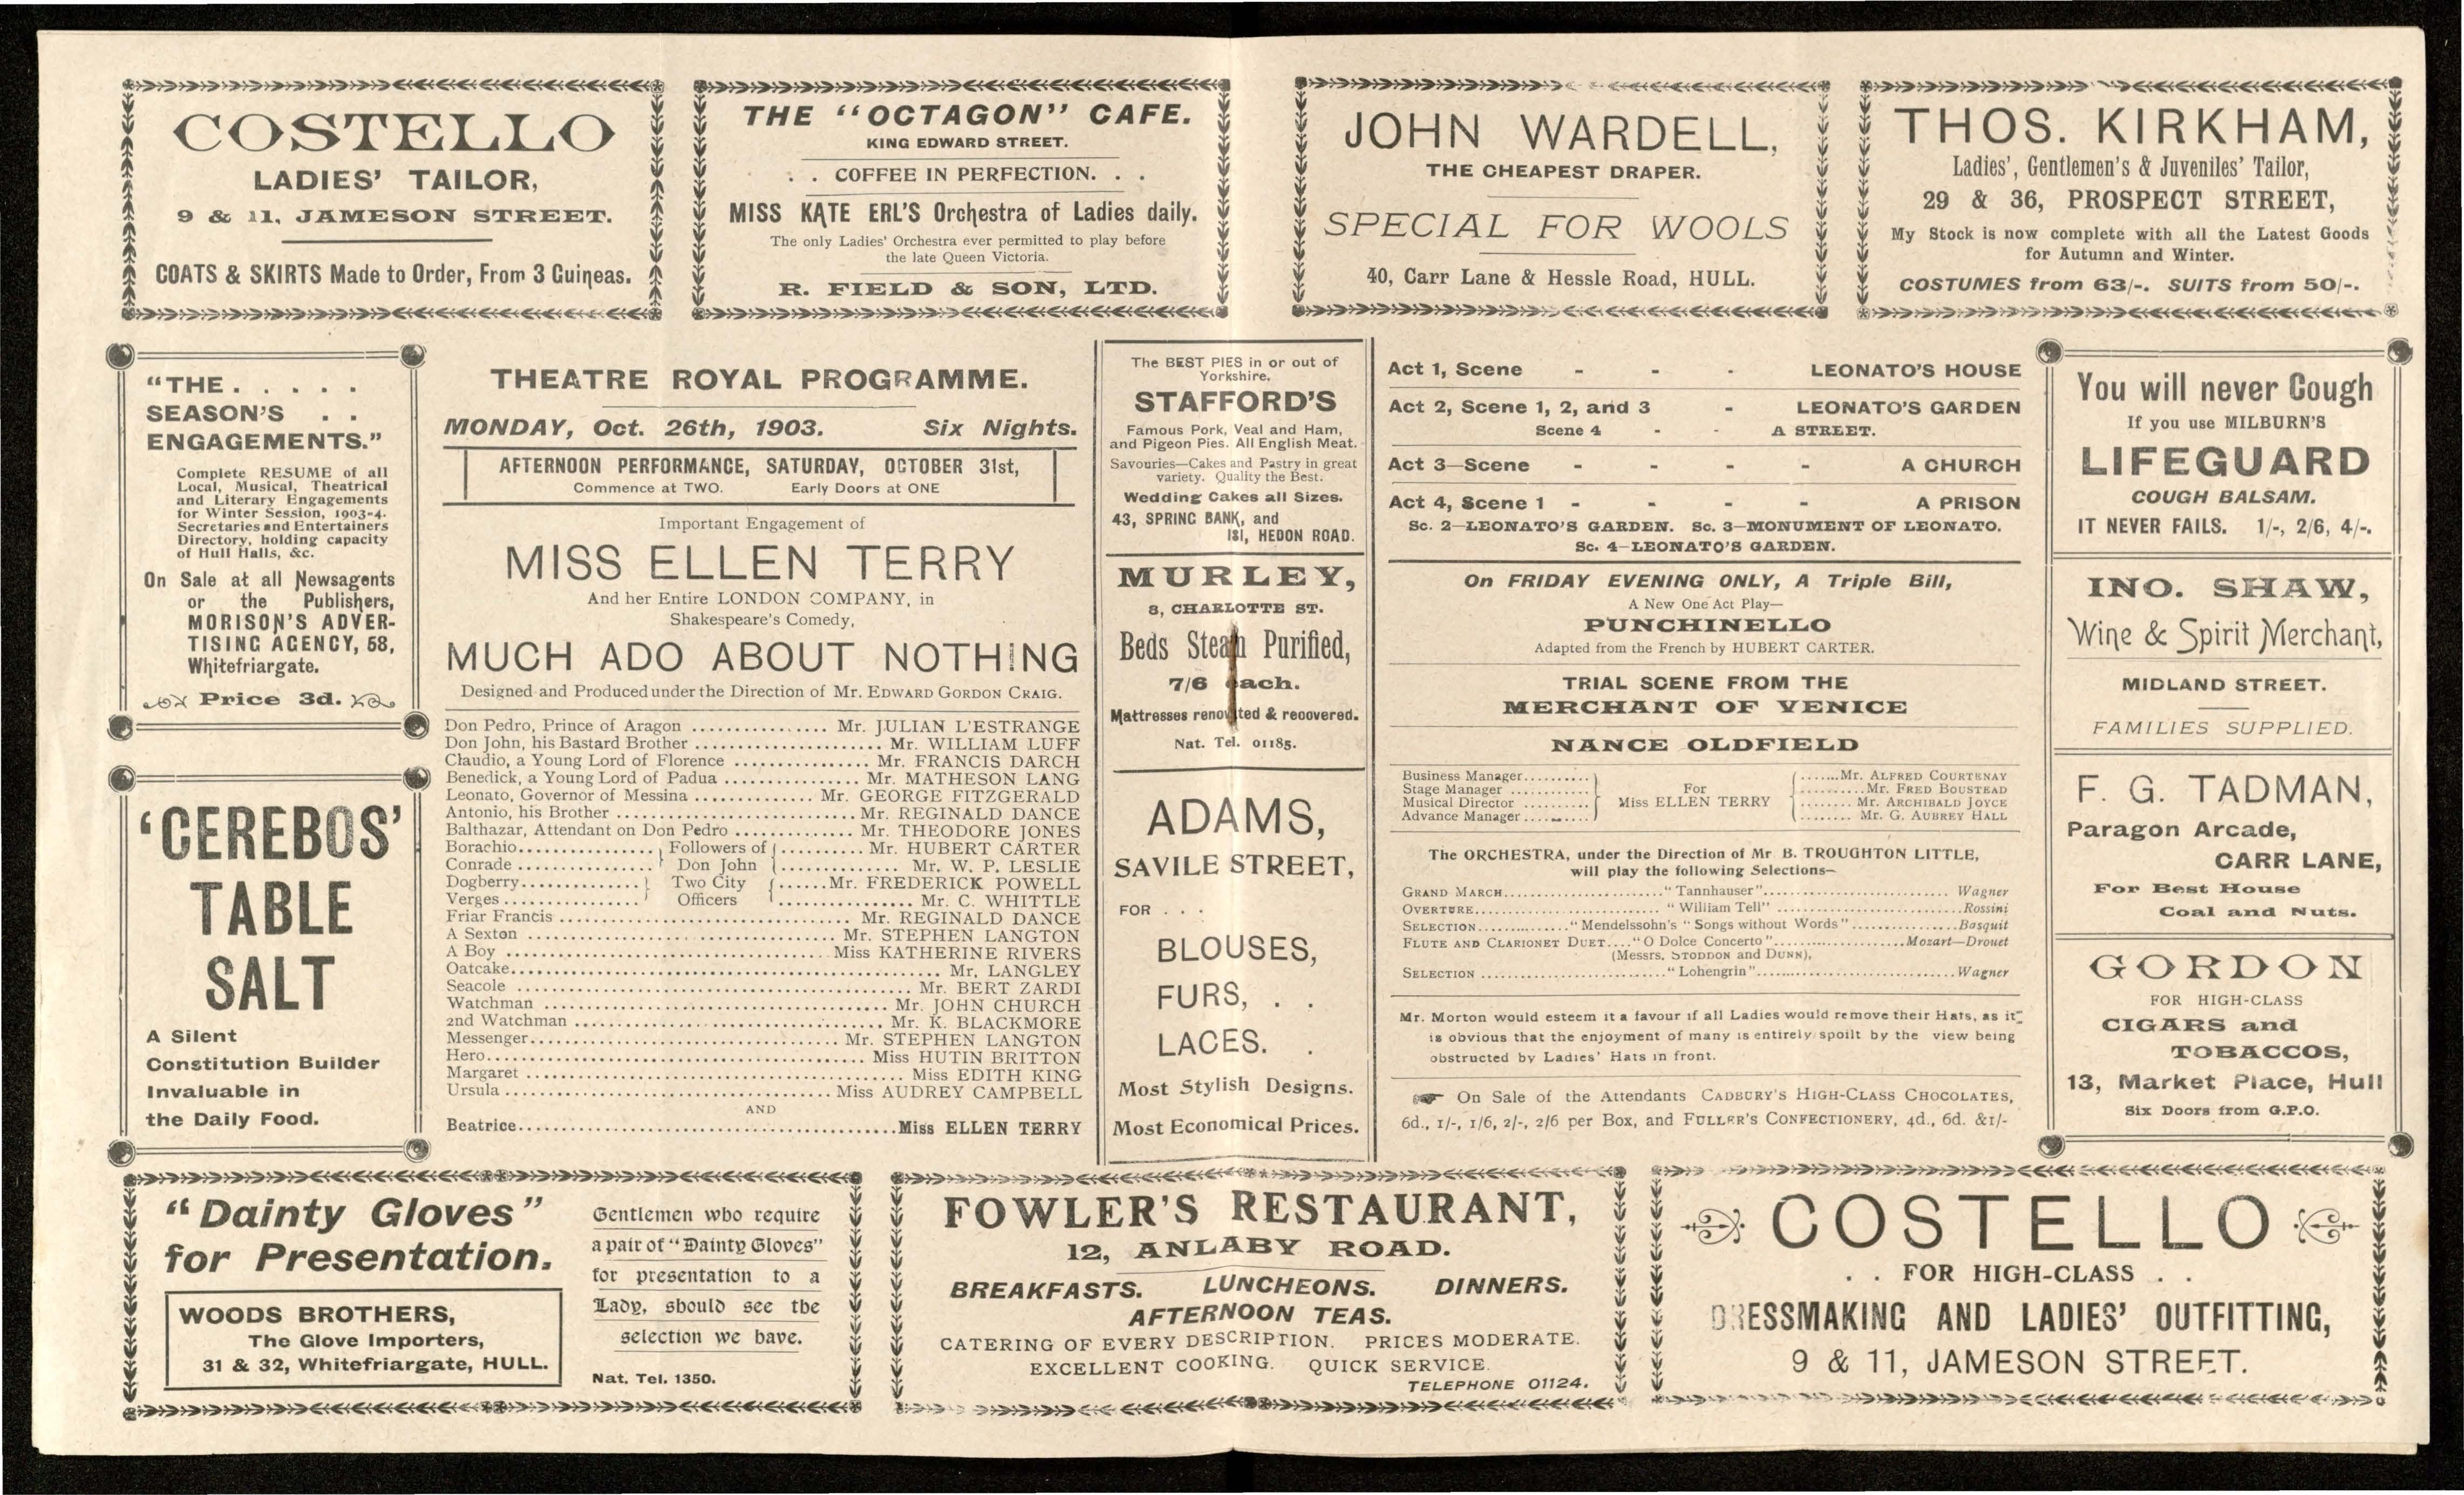 COSTELLO
LADIES' TAILOR,
9 & 11, JAMESON STREET.
COATS & SKIRTS Made to Order, From 3 Guineas.
THE "OCTAGON" CAFE.
KING EDWARD STREET.
. . COFFEE IN PERFECTION. . .
MISS KATE ERL'S Orchestra of Ladies daily.
The only Ladies' Orchestra ever permitted to play before
the late Queen Victoria.
R. FIELD & SON, LTD.
JOHN WARDELL,
THE CHEAPEST DRAPER.
SPECIAL FOR WOOLS
40, Carr Lane & Hessle Road, HULL.
THOS. KIRKHAM,
Ladies', Gentlemen's & Juveniles' Tailor,
29 & 36, PROSPECT STREET,
My Stock is now complete with all the Latest Goods
for Autumn and Winter.
COSTUMES from 63/-. SUITS from 50/-.
"THE . . . . .
SEASON'S . .
ENGAGEMENTS."
Complete RESUME of all
Local, Musical, Theatrical
and Literary Engagements
for Winter Session, 1903-4.
Secretaries and Entertainers
Directory, holding capacity
of Hull Halls, &c.
On Sale at all Newsagents
or the Publishers,
MORISON'S ADVER-
TISING AGENCY, 58,
Whitefriargate.
Price 3d.
'CEREBOS'
TABLE
SALT
A Silent
Constitution Builder
Invaluable in
the Daily Food.
THEATRE ROYAL PROGRAMME.
MONDAY, Oct. 26th, 1903. Six Nights.
AFTERNOON PERFORMANCE, SATURDAY, OCTOBER 31st,
Commence at TWO. Early Doors at ONE
Important Engagement of
MISS ELLEN TERRY
And her Entire LONDON COMPANY, in
Shakespeare's Comedy,
MUCH ADO ABOUT NOTHING
Designed and Produced under the Direction of Mr. EDWARD GORDON CRAIG.
Don Pedro, Prince of Aragon ................ Mr. JULIAN L'ESTRANGE
Don John, his Bastard Brother ...................... Mr. WILLIAM LUFF
Claudio, a Young Lord of Florence ................ Mr. FRANCIS DARCH
Benedick, a Young Lord of Padua ................ Mr. MATHESON LANG
Leonato, Governor of Messina .............. Mr. GEORGE FITZGERALD
Antonio, his Brother ............................ Mr. REGINALD DANCE
Balthazar, Attendant on Don Pedro .............. Mr. THEODORE JONES
Borachio................ } Followers of { .......... Mr. HUBERT CARTER
Conrade ................ } Don John { .............. Mr. W. P. LESLIE
Dogberry.............. } Two City { ......Mr. FREDERICK POWELL
Verges ................ } Officers { ................ Mr. C. WHITTLE
Friar Francis .................................. Mr. REGINALD DANCE
A Sexton .................................... Mr. STEPHEN LANGTON
A Boy ...................................... Miss KATHERINE RIVERS
Oatcake.................................................. Mr. LANGLEY
Seacole .............................................. Mr. BERT ZARDI
Watchman ........................................ Mr. JOHN CHURCH
2nd Watchman .................................... Mr. K. BLACKMORE
Messenger.................................... Mr. STEPHEN LANGTON
Hero............................................ Miss HUTIN BRITTON
Margaret ............................................ Miss EDITH KING
Ursula ...................................... Miss AUDREY CAMPBELL
AND
Beatrice............................................Miss ELLEN TERRY
The BEST PIES in or out of
Yorkshire.
STAFFORD'S
Famous Pork, Veal and Ham,
and Pigeon Pies. All English Meat.
Savouries—Cakes and Pastry in great
variety. Quality the Best.
Wedding Cakes all Sizes.
43, SPRING BANK, and
181, HEDON ROAD.
MURLEY,
8, CHARLOTTE ST.
Beds Steam Purified,
7/6 each.
Mattresses renovated & recovered.
Nat. Tel. 01185.
ADAMS,
SAVILE STREET,
FOR . . .
BLOUSES,
FURS, . .
LACES. .
Most Stylish Designs.
Most Economical Prices.
Act 1, Scene - - - LEONATO'S HOUSE
Act 2, Scene 1, 2, and 3 - LEONATO'S GARDEN
Scene 4 - - A STREET.
Act 3—Scene - - - - A CHURCH
Act 4, Scene 1 - - - - A PRISON
Sc. 2—LEONATO'S GARDEN. Sc. 3—MONUMENT OF LEONATO.
Sc. 4—LEONATO'S GARDEN.
On FRIDAY EVENING ONLY, A Triple Bill,
A New One Act Play—
PUNCHINELLO
Adapted from the French by HUBERT CARTER.
TRIAL SCENE FROM THE
MERCHANT OF VENICE
NANCE OLDFIELD
Business Manager.......... .......Mr. ALFRED COURTENAY
Stage Manager ............ For ..........Mr. FRED BOUSTEAD
Musical Director .......... Miss ELLEN TERRY ........ Mr. ARCHIBALD JOYCE
Advance Manager .......... ........ Mr. G. AUBREY HALL
The ORCHESTRA, under the Direction of Mr B. TROUGHTON LITTLE,
will play the following Selections—
GRAND MARCH.........................."Tannhauser"................................ Wagner
OVERTURE.............................. "William Tell" ................................Rossini
SELECTION.............."Mendelssohn's "Songs without Words"................Basquit
FLUTE AND CLARIONET DUET...."O Dolce Concerto"....................Mozart—Drouet
(Messrs. STODDON and DUNN),
SELECTION .............................."Lohengrin"..................................Wagner
Mr. Morton would esteem it a favour if all Ladies would remove their Hats, as it
is obvious that the enjoyment of many is entirely spoilt by the view being
obstructed by Ladies' Hats in front.
☛ On Sale of the Attendants CADBURY'S HIGH-CLASS CHOCOLATES,
6d., 1/-, 1/6, 2/-, 2/6 per Box, and FULLER'S CONFECTIONERY, 4d., 6d. &1/-
You will never Cough
If you use MILBURN'S
LIFEGUARD
COUGH BALSAM.
IT NEVER FAILS. 1/-, 2/6, 4/-.
INO. SHAW,
Wine & Spirit Merchant,
MIDLAND STREET.
FAMILIES SUPPLIED.
F. G. TADMAN,
Paragon Arcade,
CARR LANE,
For Best House
Coal and Nuts.
GORDON
FOR HIGH-CLASS
CIGARS and
TOBACCOS,
13, Market Place, Hull
Six Doors from G.P.O.
"Dainty Gloves"
for Presentation.
WOODS BROTHERS,
The Glove Importers,
31 & 32, Whitefriargate, HULL.
Gentlemen who require
a pair of "Dainty Gloves"
for presentation to a
Lady, should see the
selection we have.
Nat. Tel. 1350.
FOWLER'S RESTAURANT,
12, ANLABY ROAD.
BREAKFASTS. LUNCHEONS. DINNERS.
AFTERNOON TEAS.
CATERING OF EVERY DESCRIPTION. PRICES MODERATE.
EXCELLENT COOKING. QUICK SERVICE.
TELEPHONE 01124.
COSTELLO
. . FOR HIGH-CLASS . .
DRESSMAKING AND LADIES' OUTFITTING,
9 & 11, JAMESON STREET.